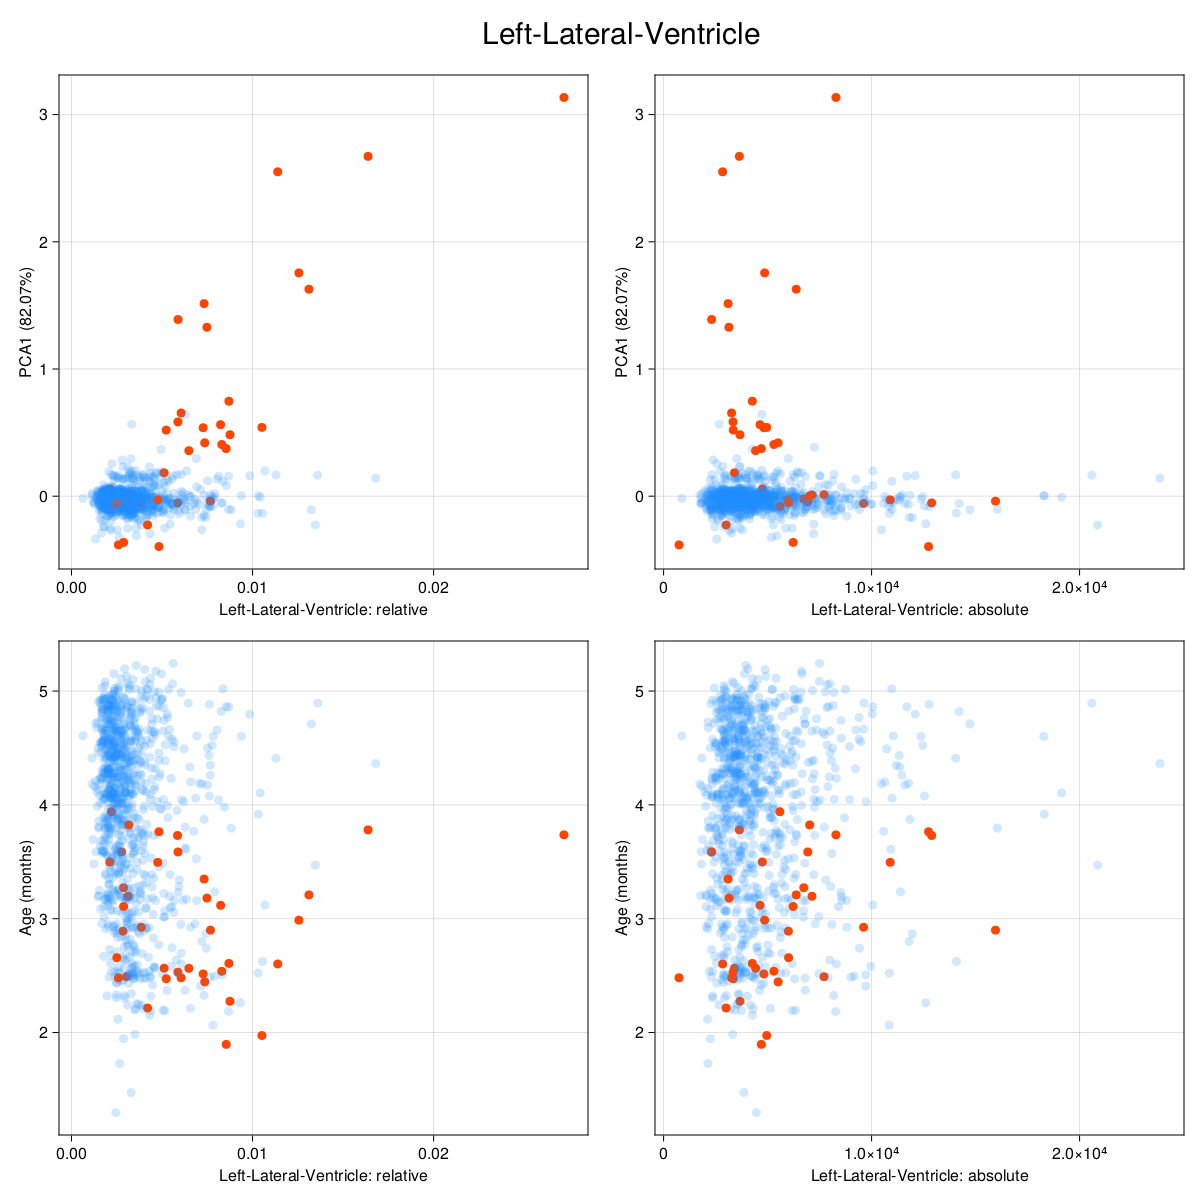 Left-Lateral-Ventricle
PCA1 (82.07%)
3
2
1
0
0.00 0.01 0.02
Left-Lateral-Ventricle: relative
PCA1 (82.07%)
3
2
1
0
0 1.0×10⁴ 2.0×10⁴
Left-Lateral-Ventricle: absolute
Age (months)
5
4
3
2
0.00 0.01 0.02
Left-Lateral-Ventricle: relative
Age (months)
5
4
3
2
0 1.0×10⁴ 2.0×10⁴
Left-Lateral-Ventricle: absolute